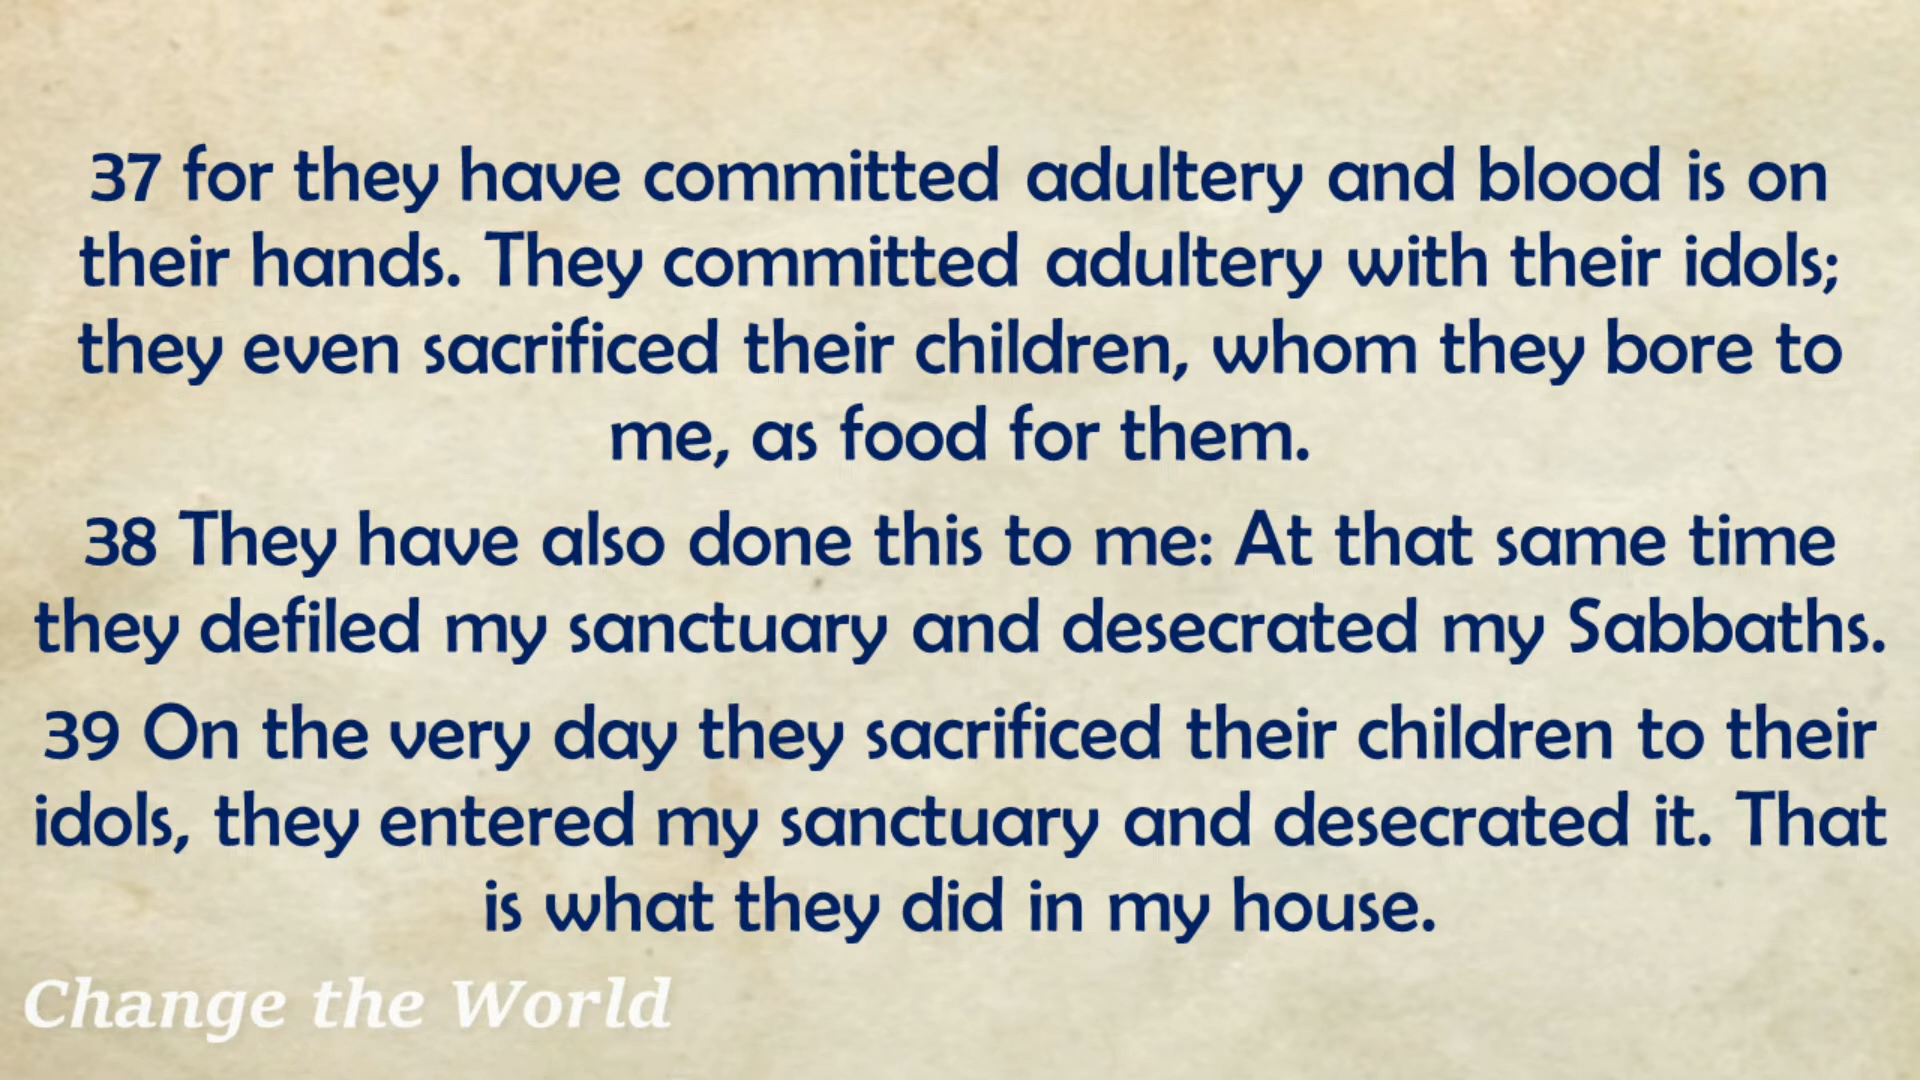 37 for they have committed adultery and blood is on
their hands. They committed adultery with their idols;
they even sacrificed their children, whom they bore to
me, as food for them.
38 They have also done this to me: At that same time
they defiled my sanctuary and desecrated my Sabbaths.
39 On the very day they sacrificed their children to their
idols, they entered my sanctuary and desecrated it. That
is what they did in my house.
Change the World